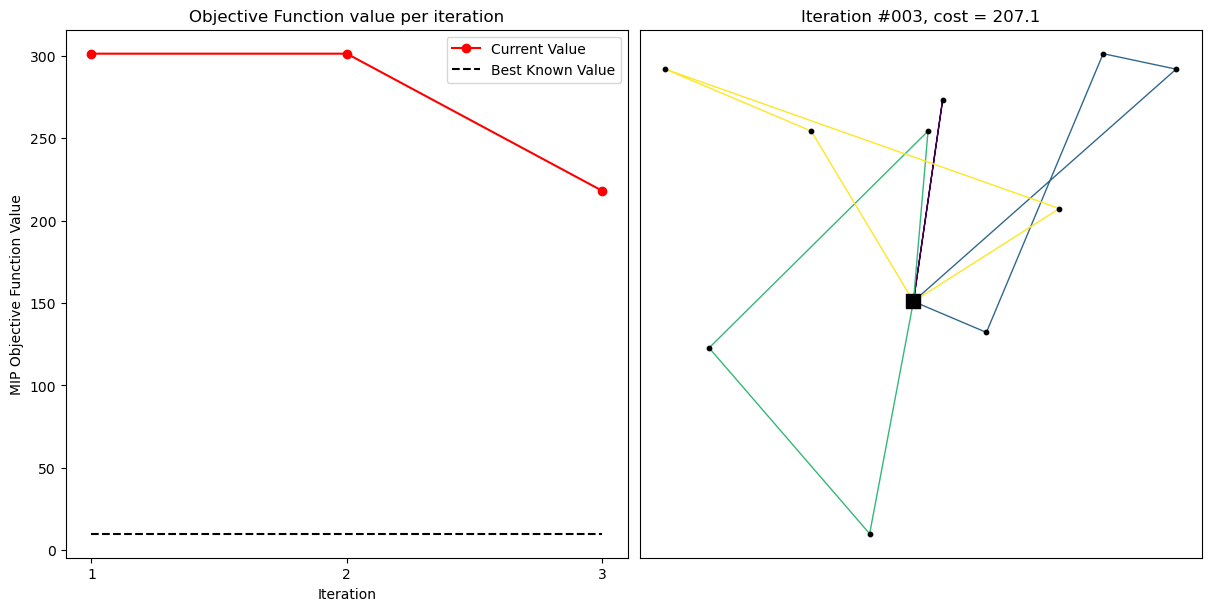 Objective Function value per iteration
MIP Objective Function Value
300
250
200
150
100
50
0
Current Value
Best Known Value
1
2
3
Iteration
Iteration #003, cost = 207.1